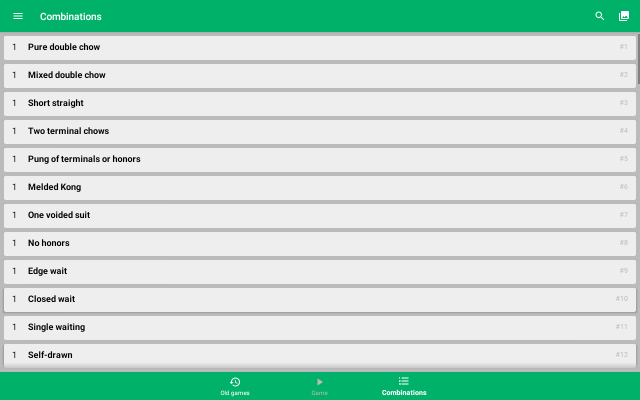 Combinations
1 Pure double chow #1
1 Mixed double chow #2
1 Short straight #3
1 Two terminal chows #4
1 Pung of terminals or honors #5
1 Melded Kong #6
1 One voided suit #7
1 No honors #8
1 Edge wait #9
1 Closed wait #10
1 Single waiting #11
1 Self-drawn #12
Old games Game Combinations